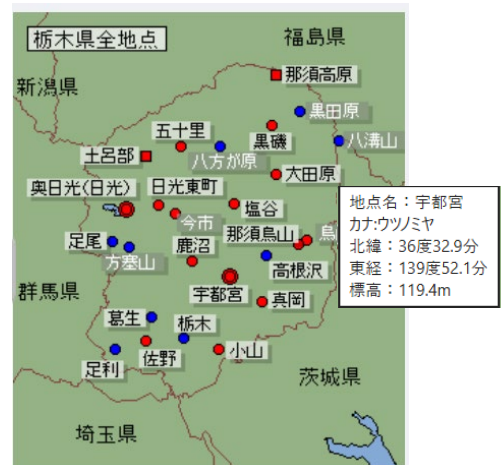 栃木県全地点
福島県
那須高原
新潟県
黒田原
五十里
黒磯
八溝山
土呂部
八方が原
大田原
奥日光(日光)
日光東町
塩谷
今市
那須烏山
烏
足尾
方塞山
鹿沼
高根沢
群馬県
宇都宮
真岡
葛生
栃木
佐野
小山
足利
茨城県
埼玉県
地点名：宇都宮
カナ:ウツノミヤ
北緯：36度32.9分
東経：139度52.1分
標高：119.4m